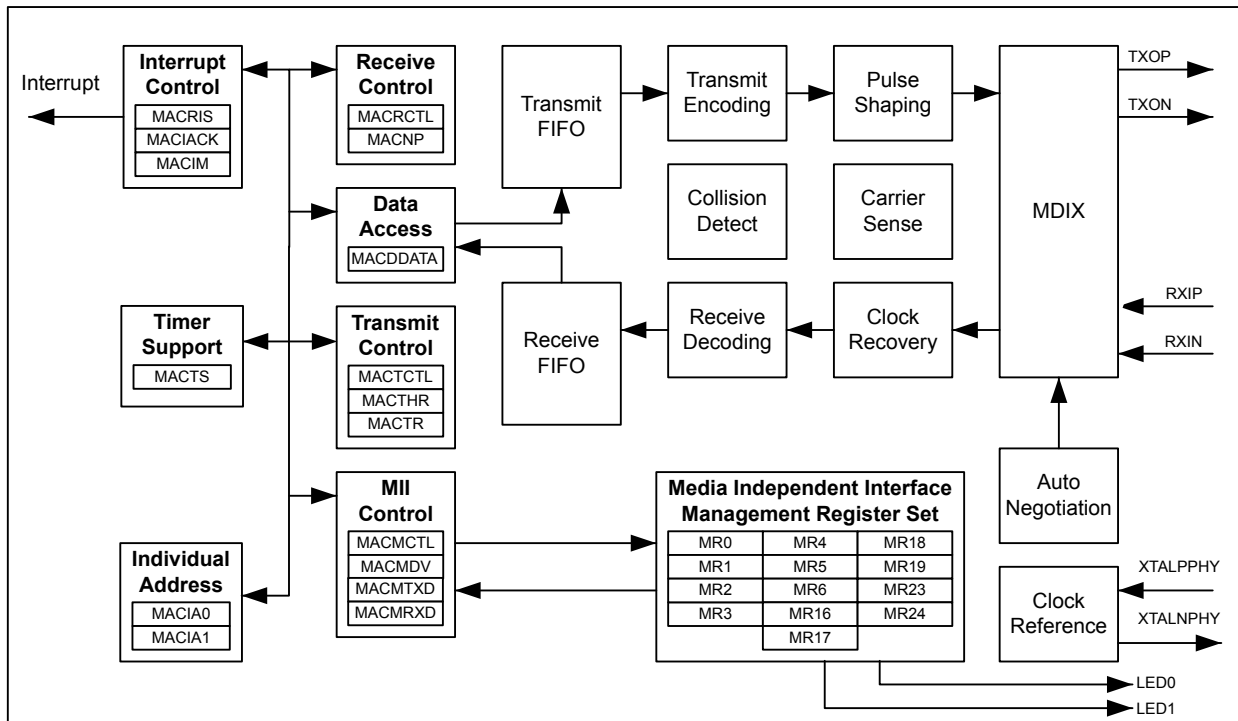 Interrupt
Interrupt
Control
MACRIS
MACIACK
MACIM
Receive
Control
MACRCTL
MACNP
Data
Access
MACDDATA
Timer
Support
MACTS
Transmit
Control
MACTCTL
MACTHR
MACTR
Individual
Address
MACIA0
MACIA1
MII
Control
MACMCTL
MACMDV
MACMTXD
MACMRXD
Transmit
FIFO
Transmit
Encoding
Pulse
Shaping
Collision
Detect
Carrier
Sense
Receive
FIFO
Receive
Decoding
Clock
Recovery
MDIX
TXOP
TXON
RXIP
RXIN
Auto
Negotiation
Media Independent Interface
Management Register Set
MR0 MR4 MR18
MR1 MR5 MR19
MR2 MR6 MR23
MR3 MR16 MR24
MR17
Clock
Reference
XTALPPHY
XTALNPHY
LED0
LED1